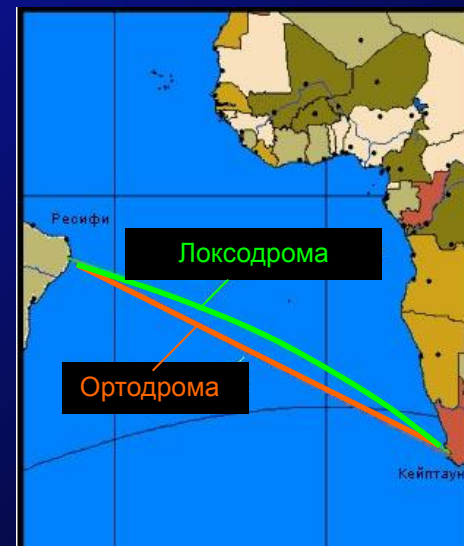 Ресифи
Локсодрома
Ортодрома
Кейптаун